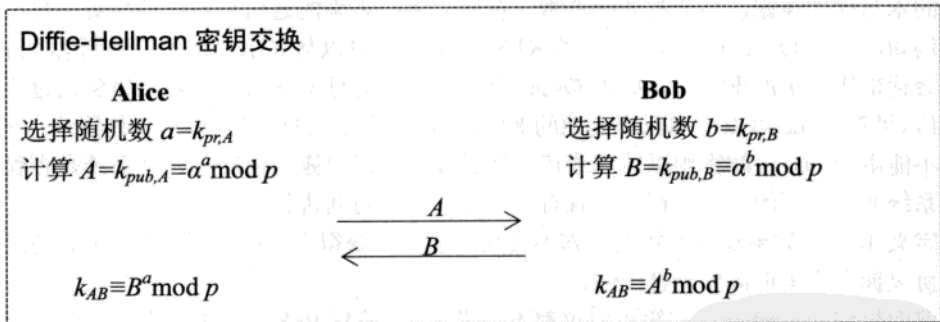 Diffie-Hellman 密钥交换
Alice Bob
选择随机数 a=k_{pr,A} 选择随机数 b=k_{pr,B}
计算 A=k_{pub,A}≡α^a mod p 计算 B=k_{pub,B}≡α^b mod p
A
B
k_{AB}≡B^a mod p k_{AB}≡A^b mod p